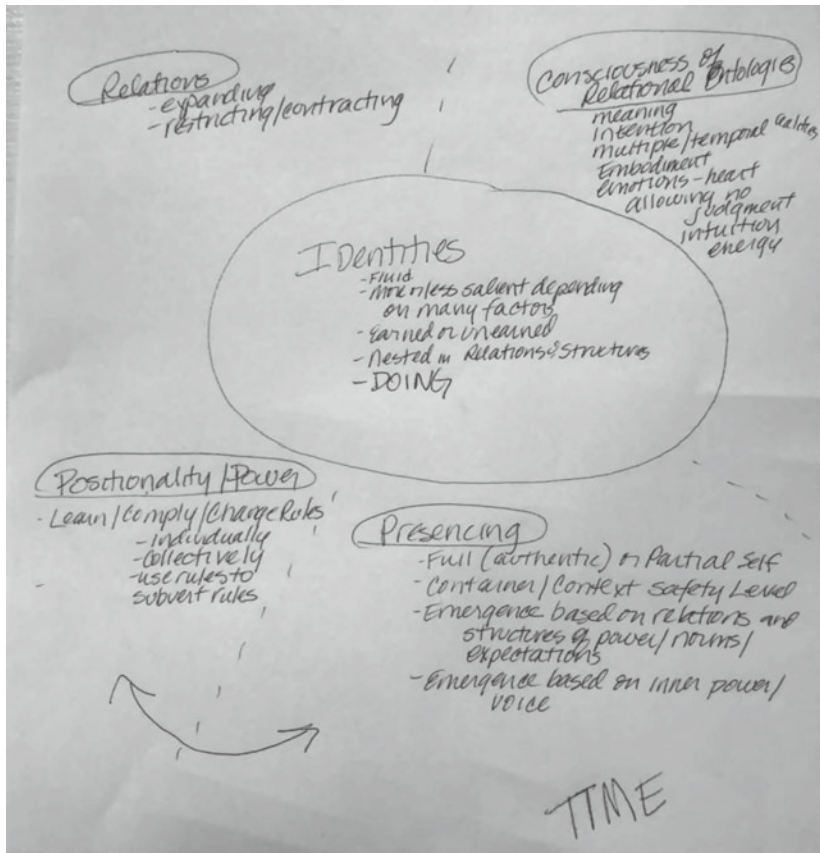 Relations
- expanding
- restricting/contracting
Consciousness of
Relational Ontologies
meaning
intention
multiple/temporal realities
Embodiment
emotions - heart
allowing no
judgment
intuition
energy
Identities
- Fluid
- More or less salient depending
on many factors
- Earned or unearned
- Nested in Relations & Structures
- DOING
Positionality/Power
- Learn/Comply/Change Rules
- individually
- collectively
- use rules to
subvert rules
Presencing
- Full (authentic) or Partial Self
- Container/Context Safety Level
- Emergence based on relations and
structures of power/norms/
expectations
- Emergence based on inner power/
voice
TIME